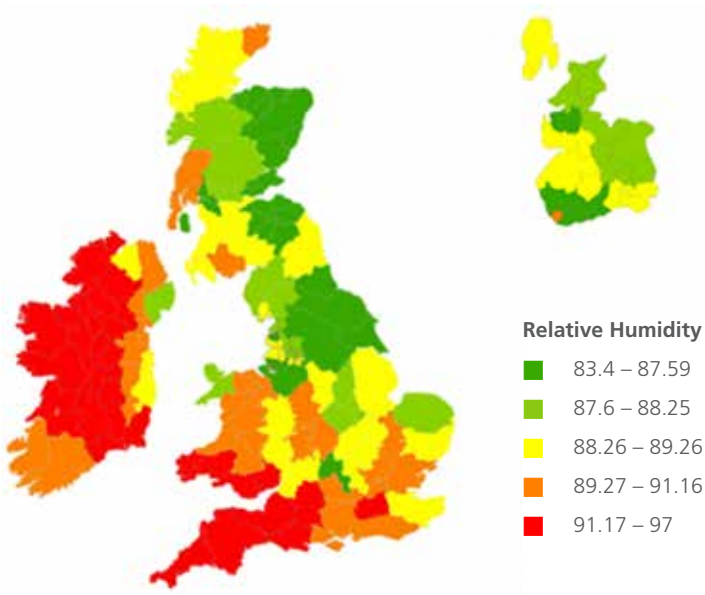 Relative Humidity
83.4 – 87.59
87.6 – 88.25
88.26 – 89.26
89.27 – 91.16
91.17 – 97